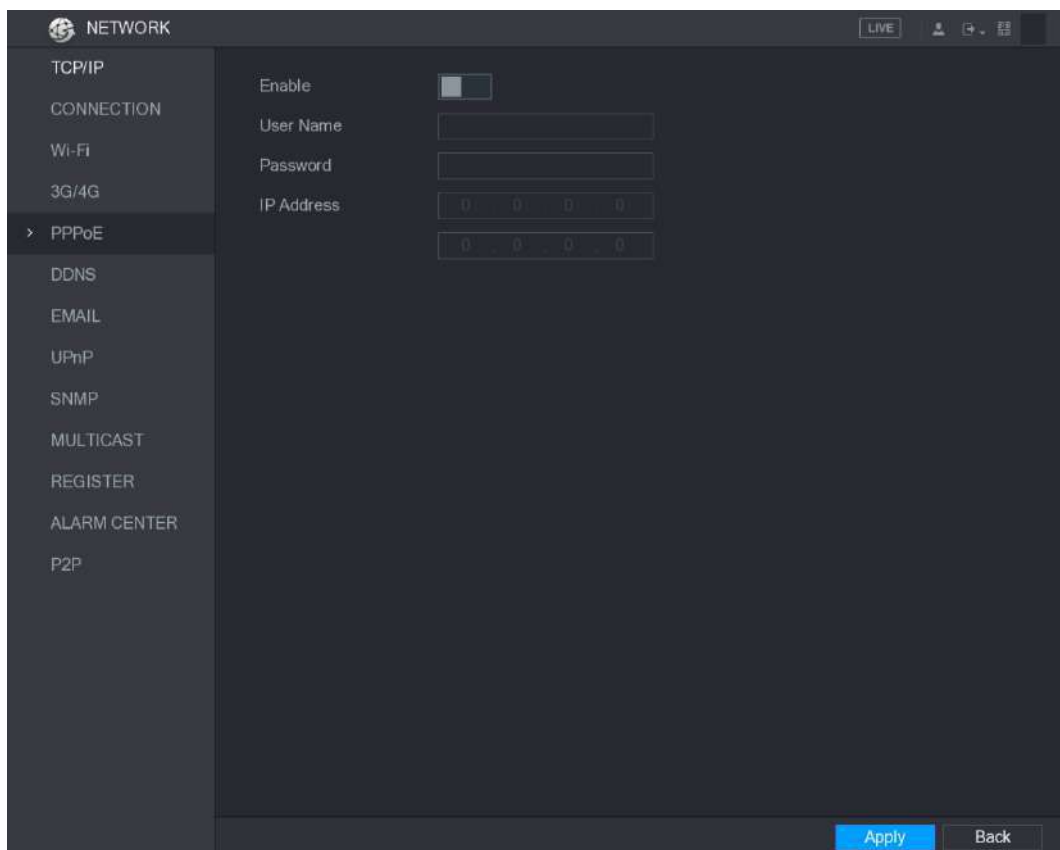 NETWORK
LIVE
TCP/IP
CONNECTION
Wi-Fi
3G/4G
PPPoE
DDNS
EMAIL
UPnP
SNMP
MULTICAST
REGISTER
ALARM CENTER
P2P
Enable
User Name
Password
IP Address
0 . 0 . 0 . 0
0 . 0 . 0 . 0
Apply
Back